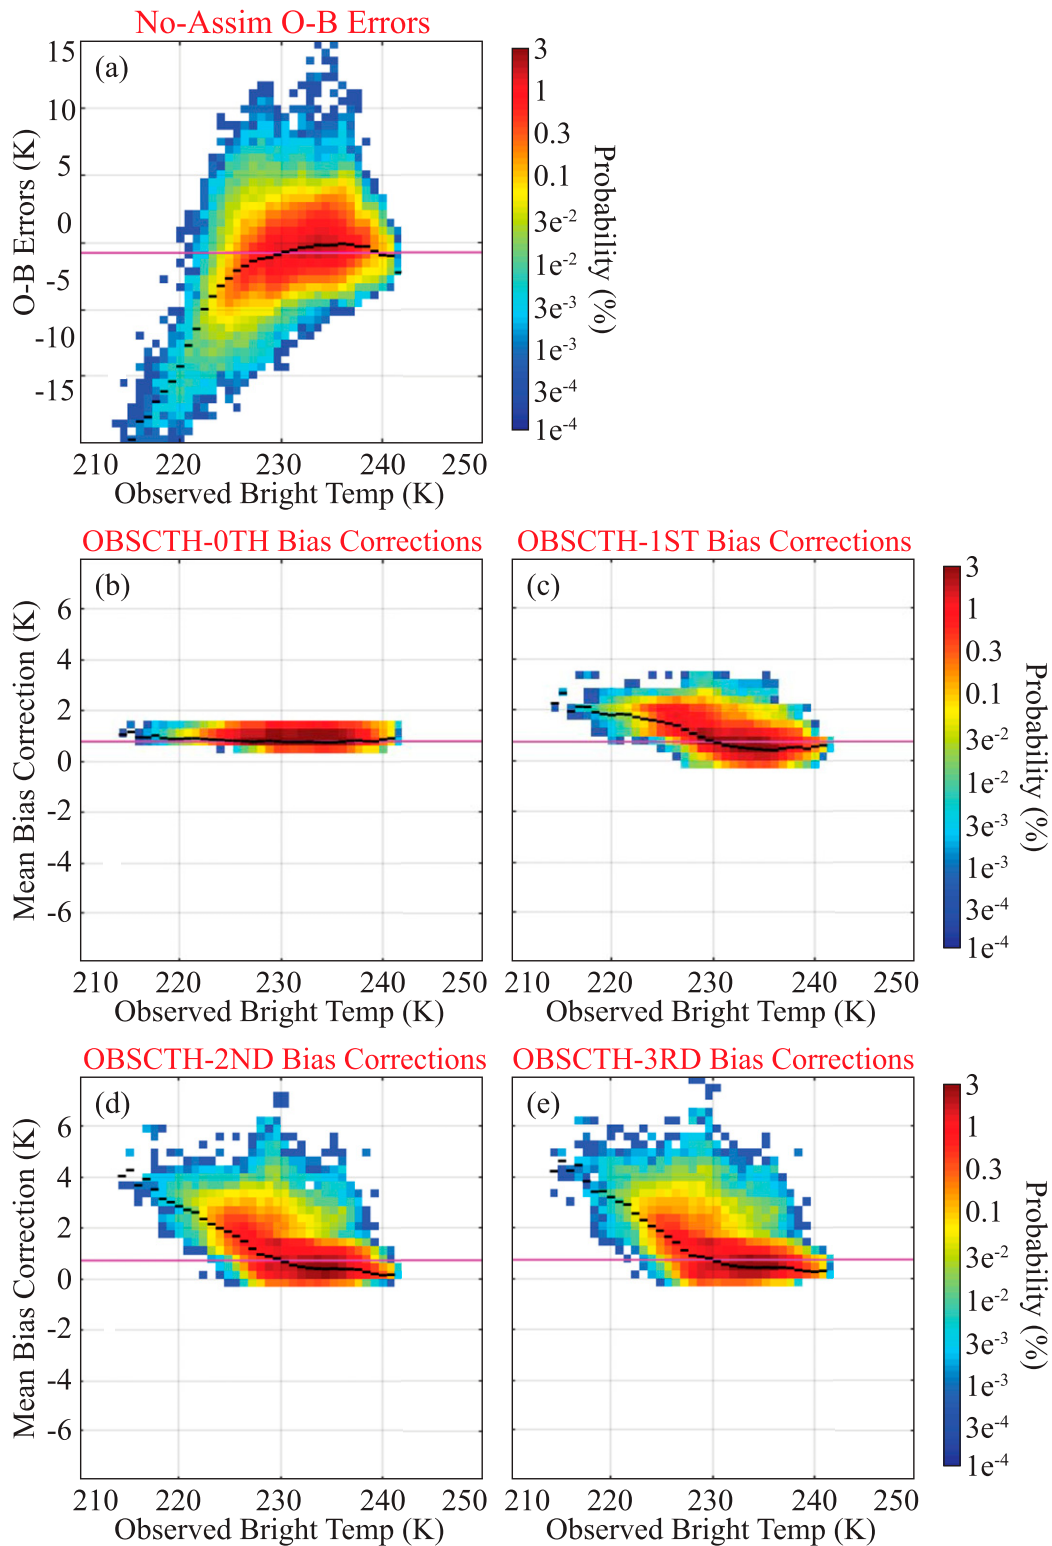 No-Assim O-B Errors
(a)
O-B Errors (K)
15
10
5
0
-5
-10
-15
210 220 230 240 250
Observed Bright Temp (K)
3
1
0.3
0.1
3e-2
1e-2
3e-3
1e-3
3e-4
1e-4
Probability (%)
OBSCTH-0TH Bias Corrections
(b)
Mean Bias Correction (K)
6
4
2
0
-2
-4
-6
210 220 230 240 250
Observed Bright Temp (K)
OBSCTH-1ST Bias Corrections
(c)
210 220 230 240 250
Observed Bright Temp (K)
3
1
0.3
0.1
3e-2
1e-2
3e-3
1e-3
3e-4
1e-4
Probability (%)
OBSCTH-2ND Bias Corrections
(d)
Mean Bias Correction (K)
6
4
2
0
-2
-4
-6
210 220 230 240 250
Observed Bright Temp (K)
OBSCTH-3RD Bias Corrections
(e)
210 220 230 240 250
Observed Bright Temp (K)
3
1
0.3
0.1
3e-2
1e-2
3e-3
1e-3
3e-4
1e-4
Probability (%)